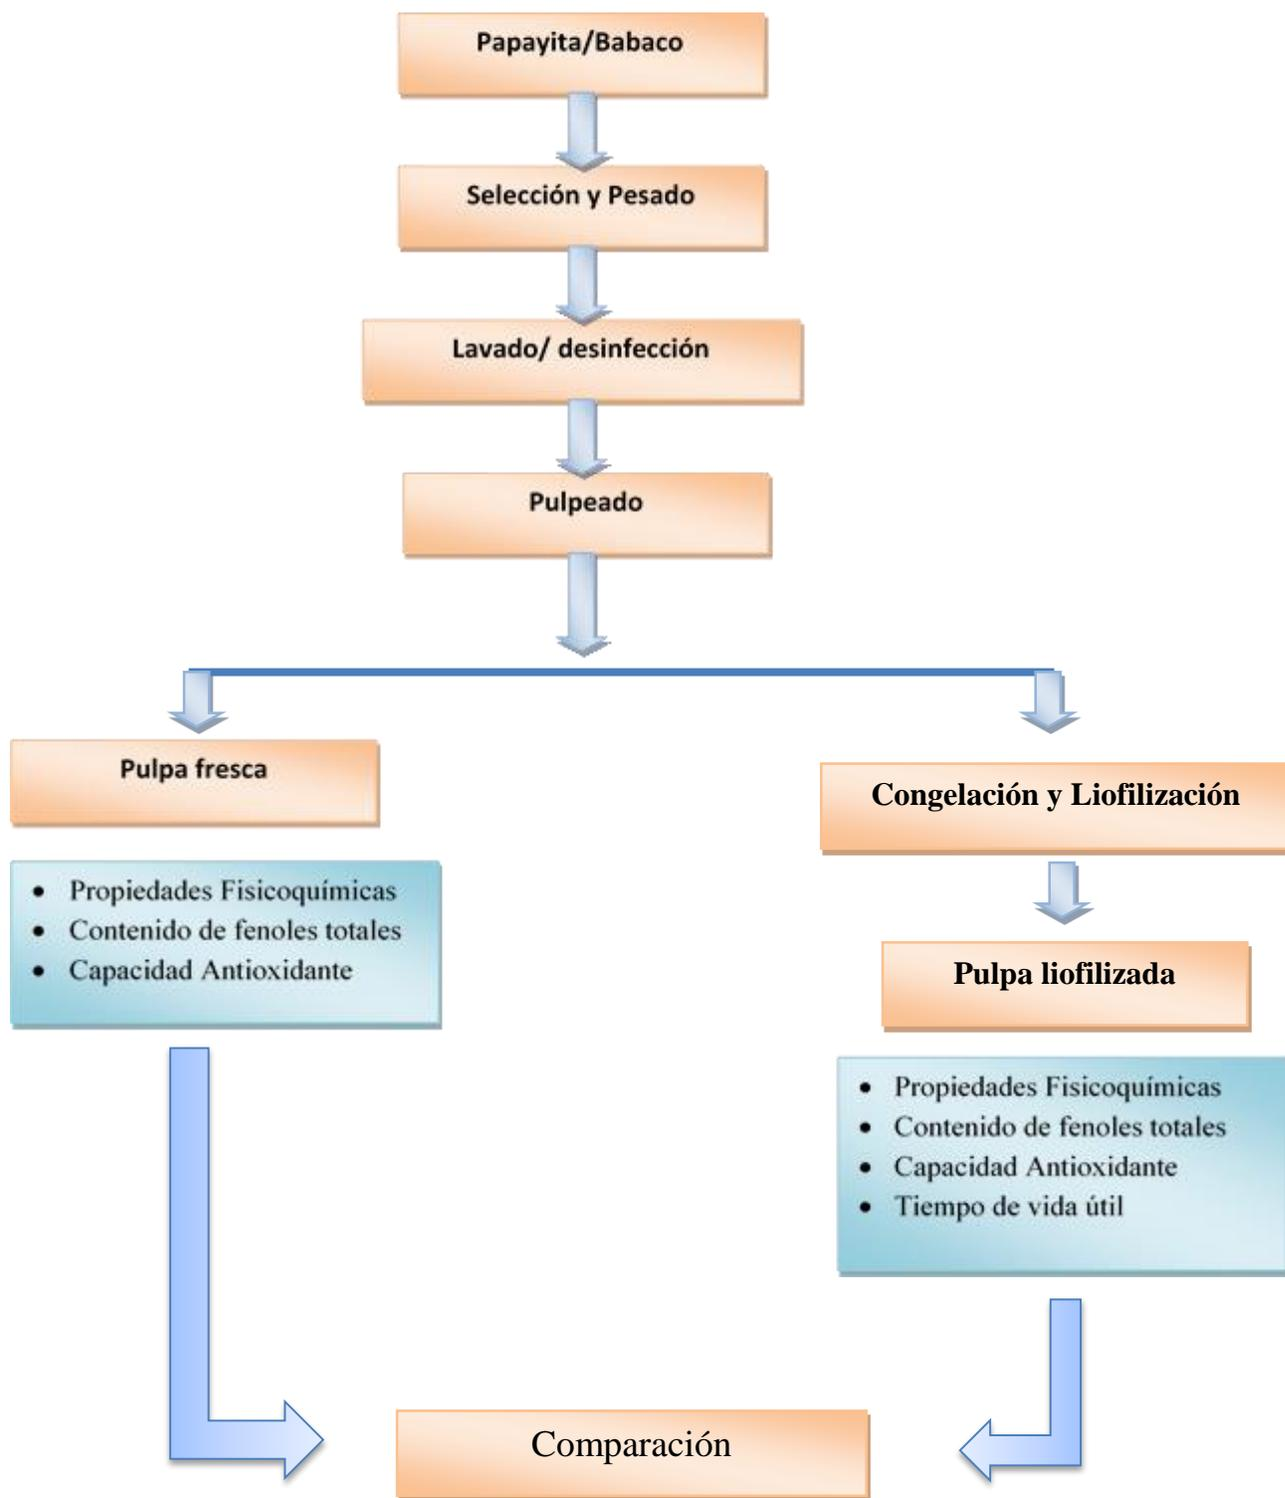 Papayita/Babaco
Selección y Pesado
Lavado/ desinfección
Pulpeado
Pulpa fresca
• Propiedades Fisicoquímicas
• Contenido de fenoles totales
• Capacidad Antioxidante
Congelación y Liofilización
Pulpa liofilizada
• Propiedades Fisicoquímicas
• Contenido de fenoles totales
• Capacidad Antioxidante
• Tiempo de vida útil
Comparación